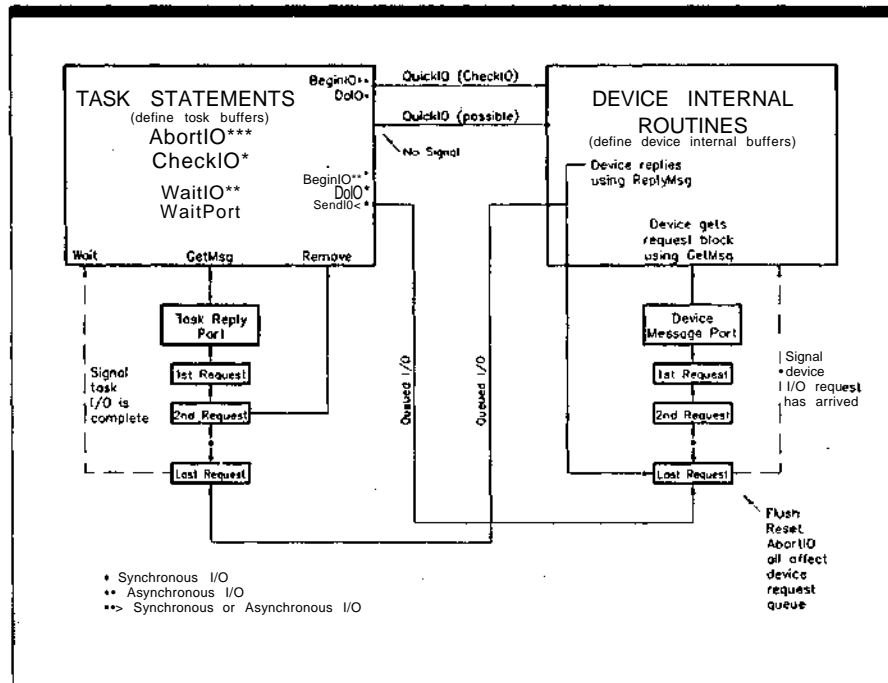 BeginIO**
DoIO*
TASK STATEMENTS
(define tosk buffers)
AbortIO***
CheckIO*
WaitIO**
WaitPort
BeginIO***
DoIO*
SendI0<*
Wait
GetMsg
Remove
QuickIO (CheckIO)
QuickIO (possible)
No Signal
DEVICE INTERNAL
ROUTINES
(define device internal buffers)
Device replies
using ReplyMsg
Device gets
request block
using GetMsg
Task Reply
Port
1st Request
2nd Request
Last Request
Signal
task
I/O is
complete
Queued I/O
Queued I/O
Device
Message Port
1st Request
2nd Request
Last Request
Signal
•device
I/O request
has arrived
Flush
Reset
AbortIO
all affect
device
request
queue
* Synchronous I/O
•• Asynchronous I/O
••> Synchronous or Asynchronous I/O